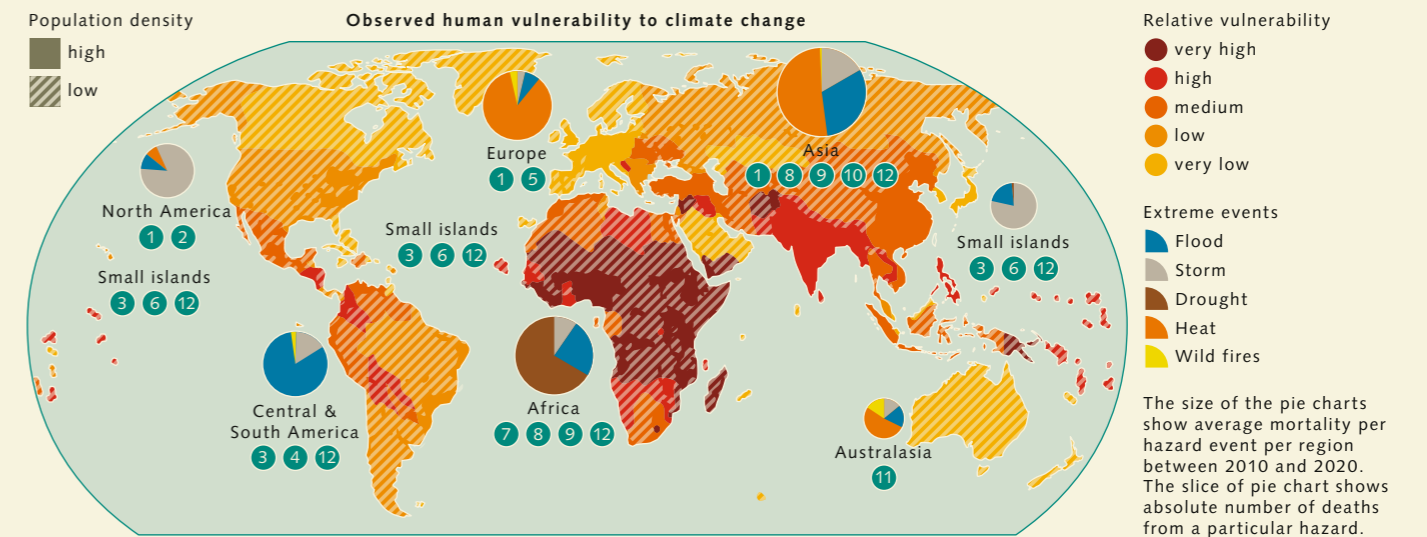 Population density
high
low
Observed human vulnerability to climate change
Asia
1 8 9 10 12
Europe
1 5
North America
1 2
Small islands
3 6 12
Small islands
3 6 12
Small islands
3 6 12
Central &
South America
3 4 12
Africa
7 8 9 12
Australasia
11
Relative vulnerability
very high
high
medium
low
very low
Extreme events
Flood
Storm
Drought
Heat
Wild fires
The size of the pie charts
show average mortality per
hazard event per region
between 2010 and 2020.
The slice of pie chart shows
absolute number of deaths
from a particular hazard.